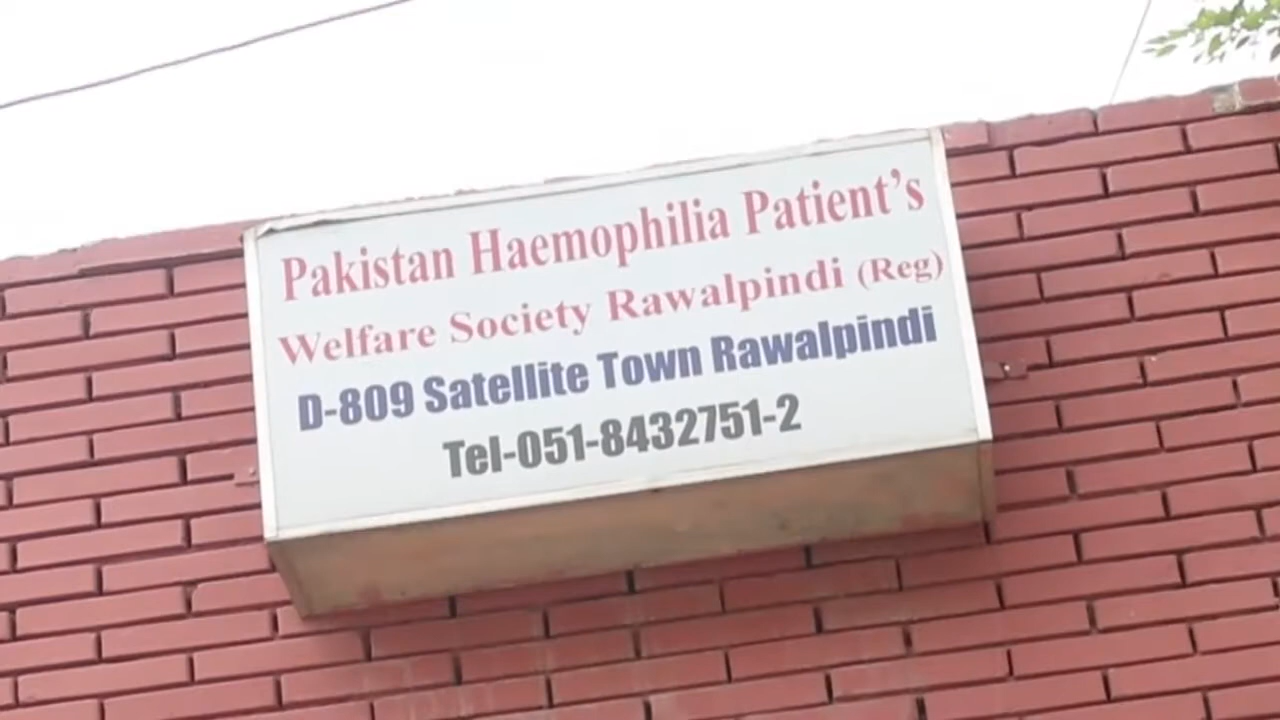 Pakistan Haemophilia Patient's
Welfare Society Rawalpindi (Reg)
D-809 Satellite Town Rawalpindi
Tel-051-8432751-2